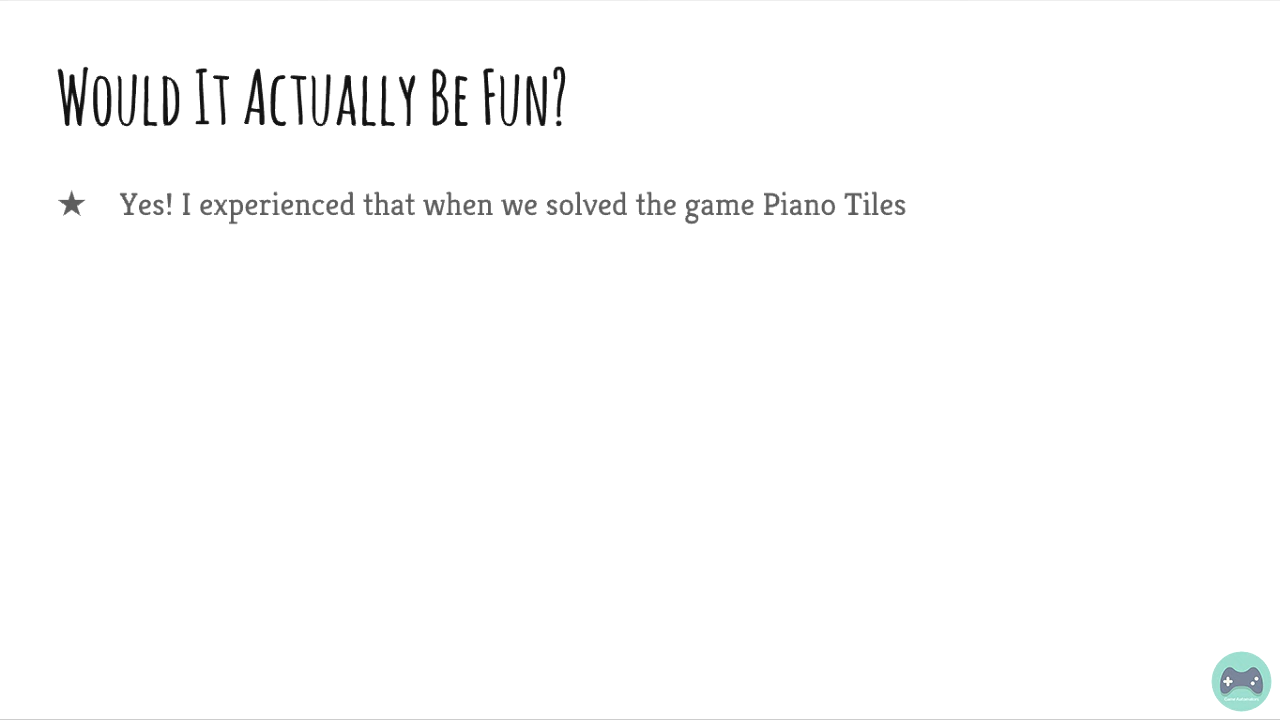 Would It Actually Be Fun?
★ Yes! I experienced that when we solved the game Piano Tiles